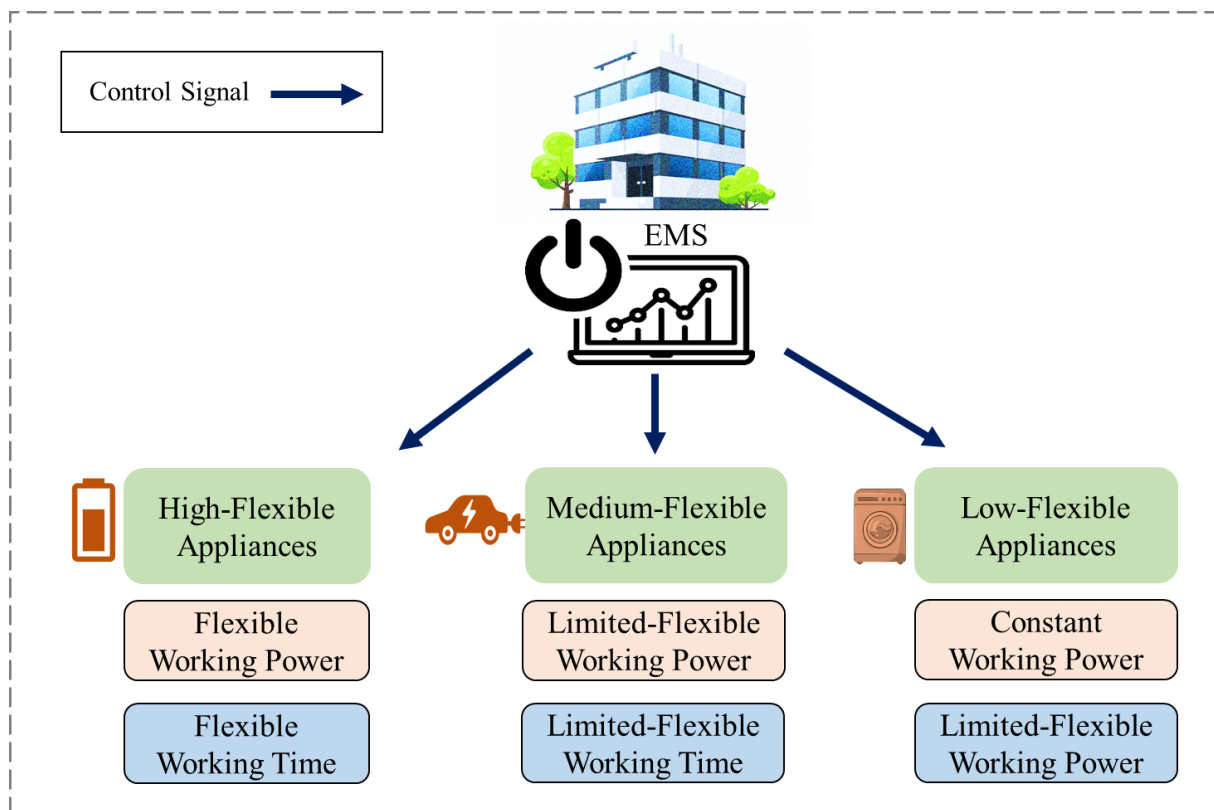 Control Signal
EMS
High-Flexible
Appliances
Medium-Flexible
Appliances
Low-Flexible
Appliances
Flexible
Working Power
Limited-Flexible
Working Power
Constant
Working Power
Flexible
Working Time
Limited-Flexible
Working Time
Limited-Flexible
Working Power